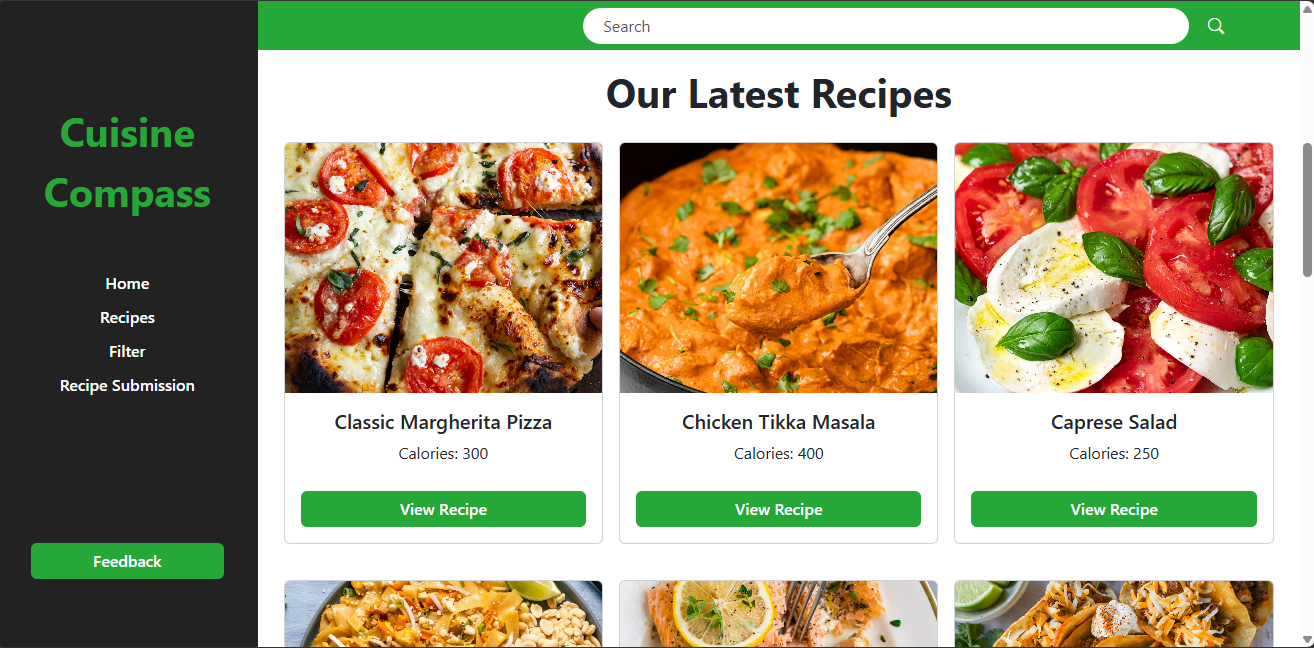 Search
Cuisine
Compass
Home
Recipes
Filter
Recipe Submission
Feedback
Our Latest Recipes
Classic Margherita Pizza
Calories: 300
View Recipe
Chicken Tikka Masala
Calories: 400
View Recipe
Caprese Salad
Calories: 250
View Recipe